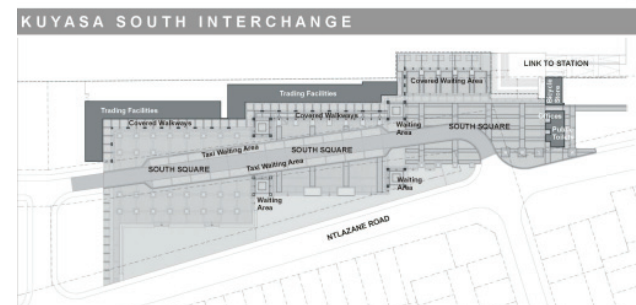 KUYASA SOUTH INTERCHANGE
LINK TO STATION
Covered Waiting Area
Bicycle
Store
Trading Facilities
Trading Facilities
Covered Walkways
Covered Walkways
Offices
Waiting
Area
SOUTH SQUARE
Public
Toilets
Taxi Waiting Area
SOUTH SQUARE
Taxi Waiting Area
SOUTH SQUARE
Waiting
Area
Waiting
Area
NTLAZANE ROAD